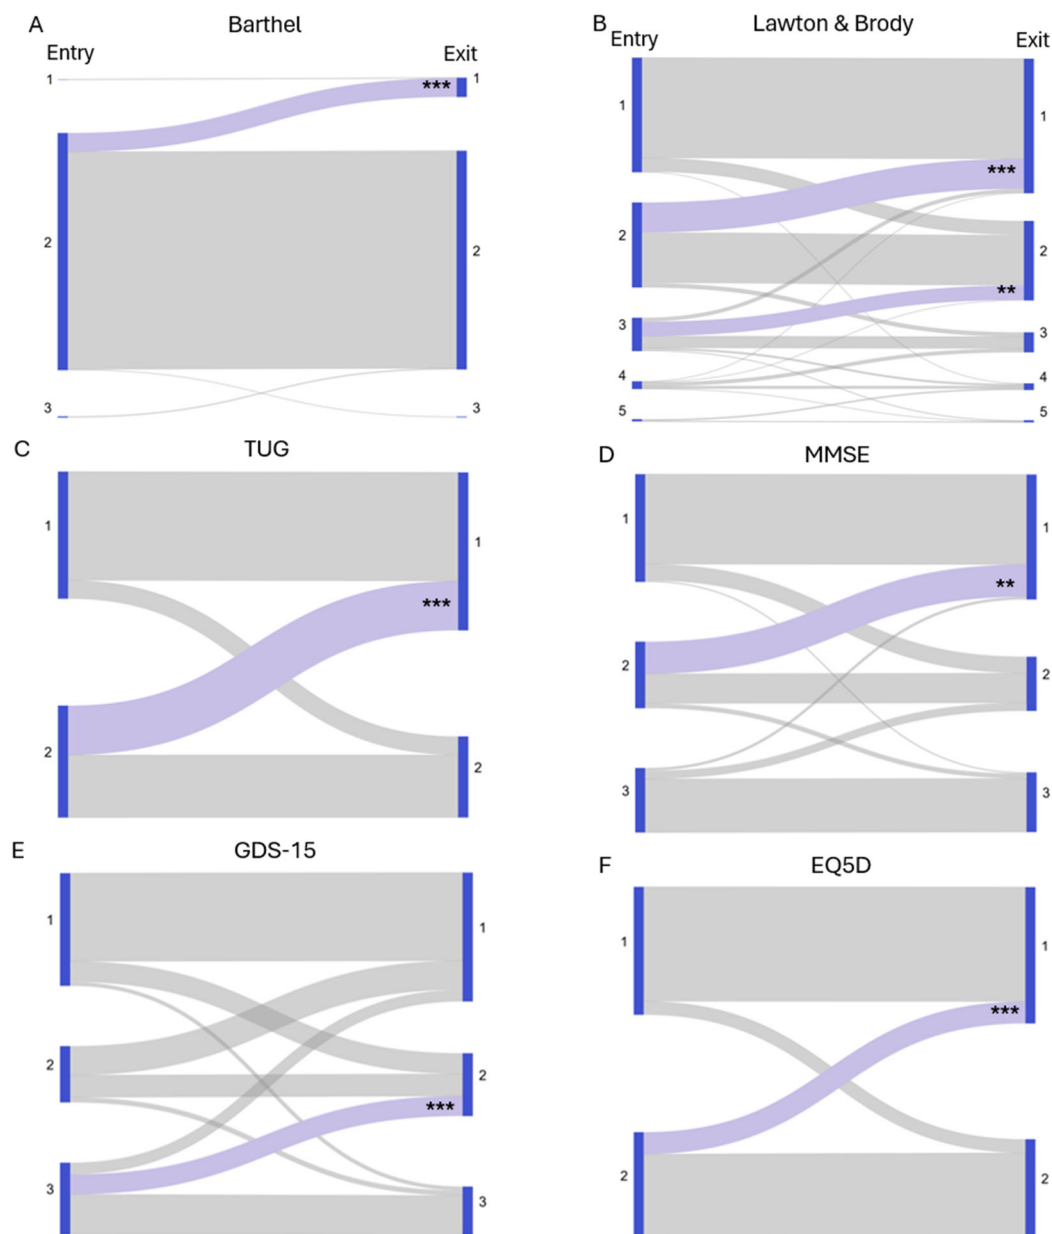 A Barthel
Entry Exit
1 *** 1
2 2
3 3
B Lawton & Brody
Entry Exit
1 1
***
2 2
**
3 3
4 4
5 5
C TUG
1 1
***
2 2
D MMSE
1 1
**
2 2
3 3
E GDS-15
1 1
2 2
***
3 3
F EQ5D
1 1
***
2 2